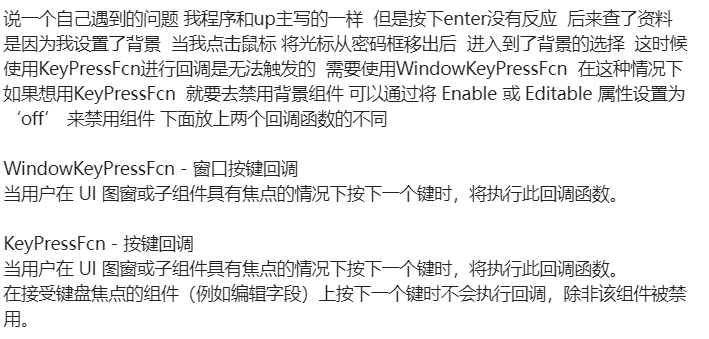 说一个自己遇到的问题 我程序和up主写的一样  但是按下enter没有反应  后来查了资料
是因为我设置了背景  当我点击鼠标 将光标从密码框移出后  进入到了背景的选择  这时候
使用KeyPressFcn进行回调是无法触发的  需要使用WindowKeyPressFcn  在这种情况下
如果想用KeyPressFcn  就要去禁用背景组件 可以通过将 Enable 或 Editable 属性设置为
‘off’  来禁用组件 下面放上两个回调函数的不同
WindowKeyPressFcn - 窗口按键回调
当用户在 UI 图窗或子组件具有焦点的情况下按下一个键时，将执行此回调函数。
KeyPressFcn - 按键回调
当用户在 UI 图窗或子组件具有焦点的情况下按下一个键时，将执行此回调函数。
在接受键盘焦点的组件（例如编辑字段）上按下一个键时不会执行回调，除非该组件被禁
用。